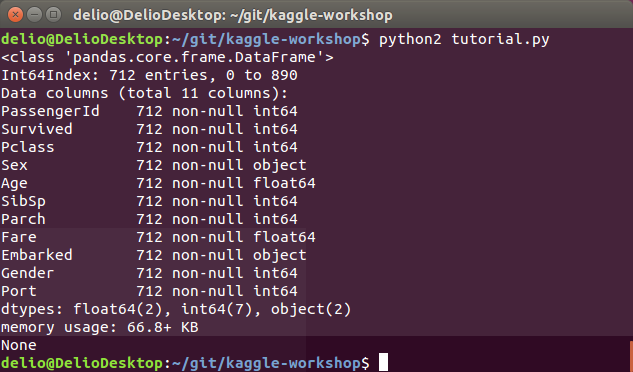 delio@DelioDesktop: ~/git/kaggle-workshop
delio@DelioDesktop:~/git/kaggle-workshop$ python2 tutorial.py
<class 'pandas.core.frame.DataFrame'>
Int64Index: 712 entries, 0 to 890
Data columns (total 11 columns):
PassengerId    712 non-null int64
Survived       712 non-null int64
Pclass         712 non-null int64
Sex            712 non-null object
Age            712 non-null float64
SibSp          712 non-null int64
Parch          712 non-null int64
Fare           712 non-null float64
Embarked       712 non-null object
Gender         712 non-null int64
Port           712 non-null int64
dtypes: float64(2), int64(7), object(2)
memory usage: 66.8+ KB
None
delio@DelioDesktop:~/git/kaggle-workshop$